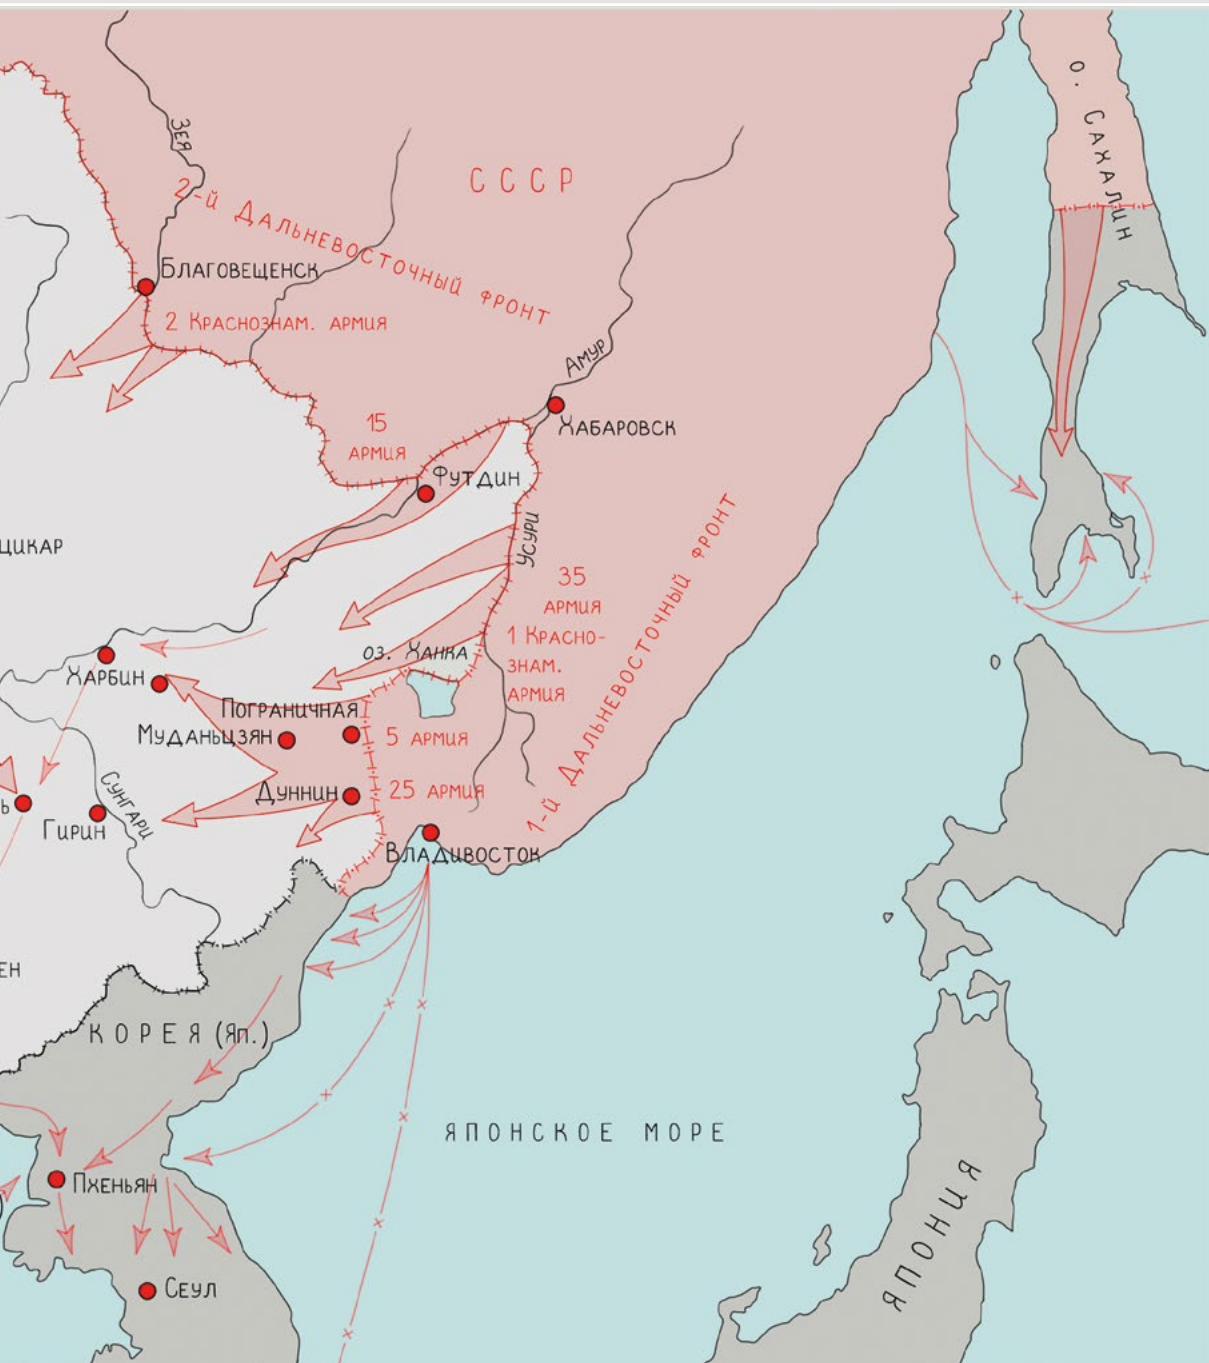 о. Сахалин
Зея
СССР
2-й Дальневосточный фронт
Благовещенск
2 Краснознам. армия
Амур
15
армия
Хабаровск
Футдин
Усури
цикар
35
армия
1 Красно-
знам.
армия
1-й Дальневосточный фронт
оз. Ханка
Харбин
Пограничная
Муданьцзян
5 армия
Дуннин
25 армия
ь
Гирин
Сунгари
Владивосток
ен
Корея (Яп.)
Японское море
Пхеньян
)
Япония
Сеул